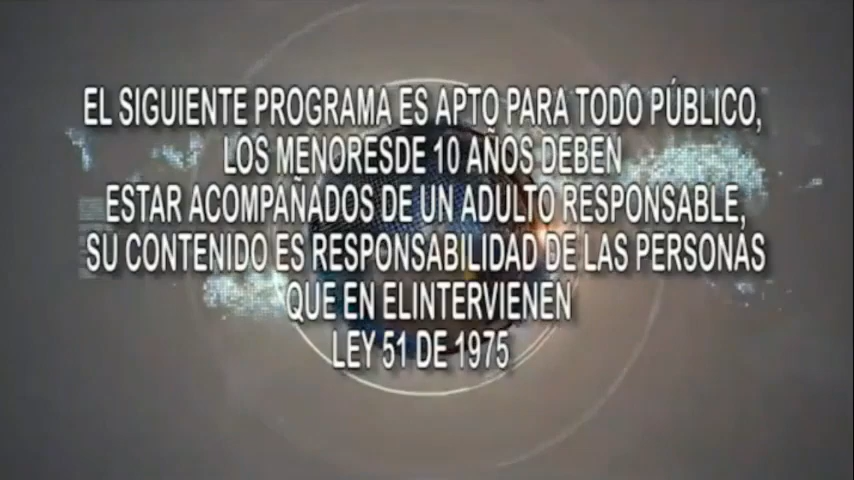 EL SIGUIENTE PROGRAMA ES APTO PARA TODO PÚBLICO,
LOS MENORESDE 10 AÑOS DEBEN
ESTAR ACOMPAÑADOS DE UN ADULTO RESPONSABLE,
SU CONTENIDO ES RESPONSABILIDAD DE LAS PERSONAS
QUE EN ELINTERVIENEN
LEY 51 DE 1975